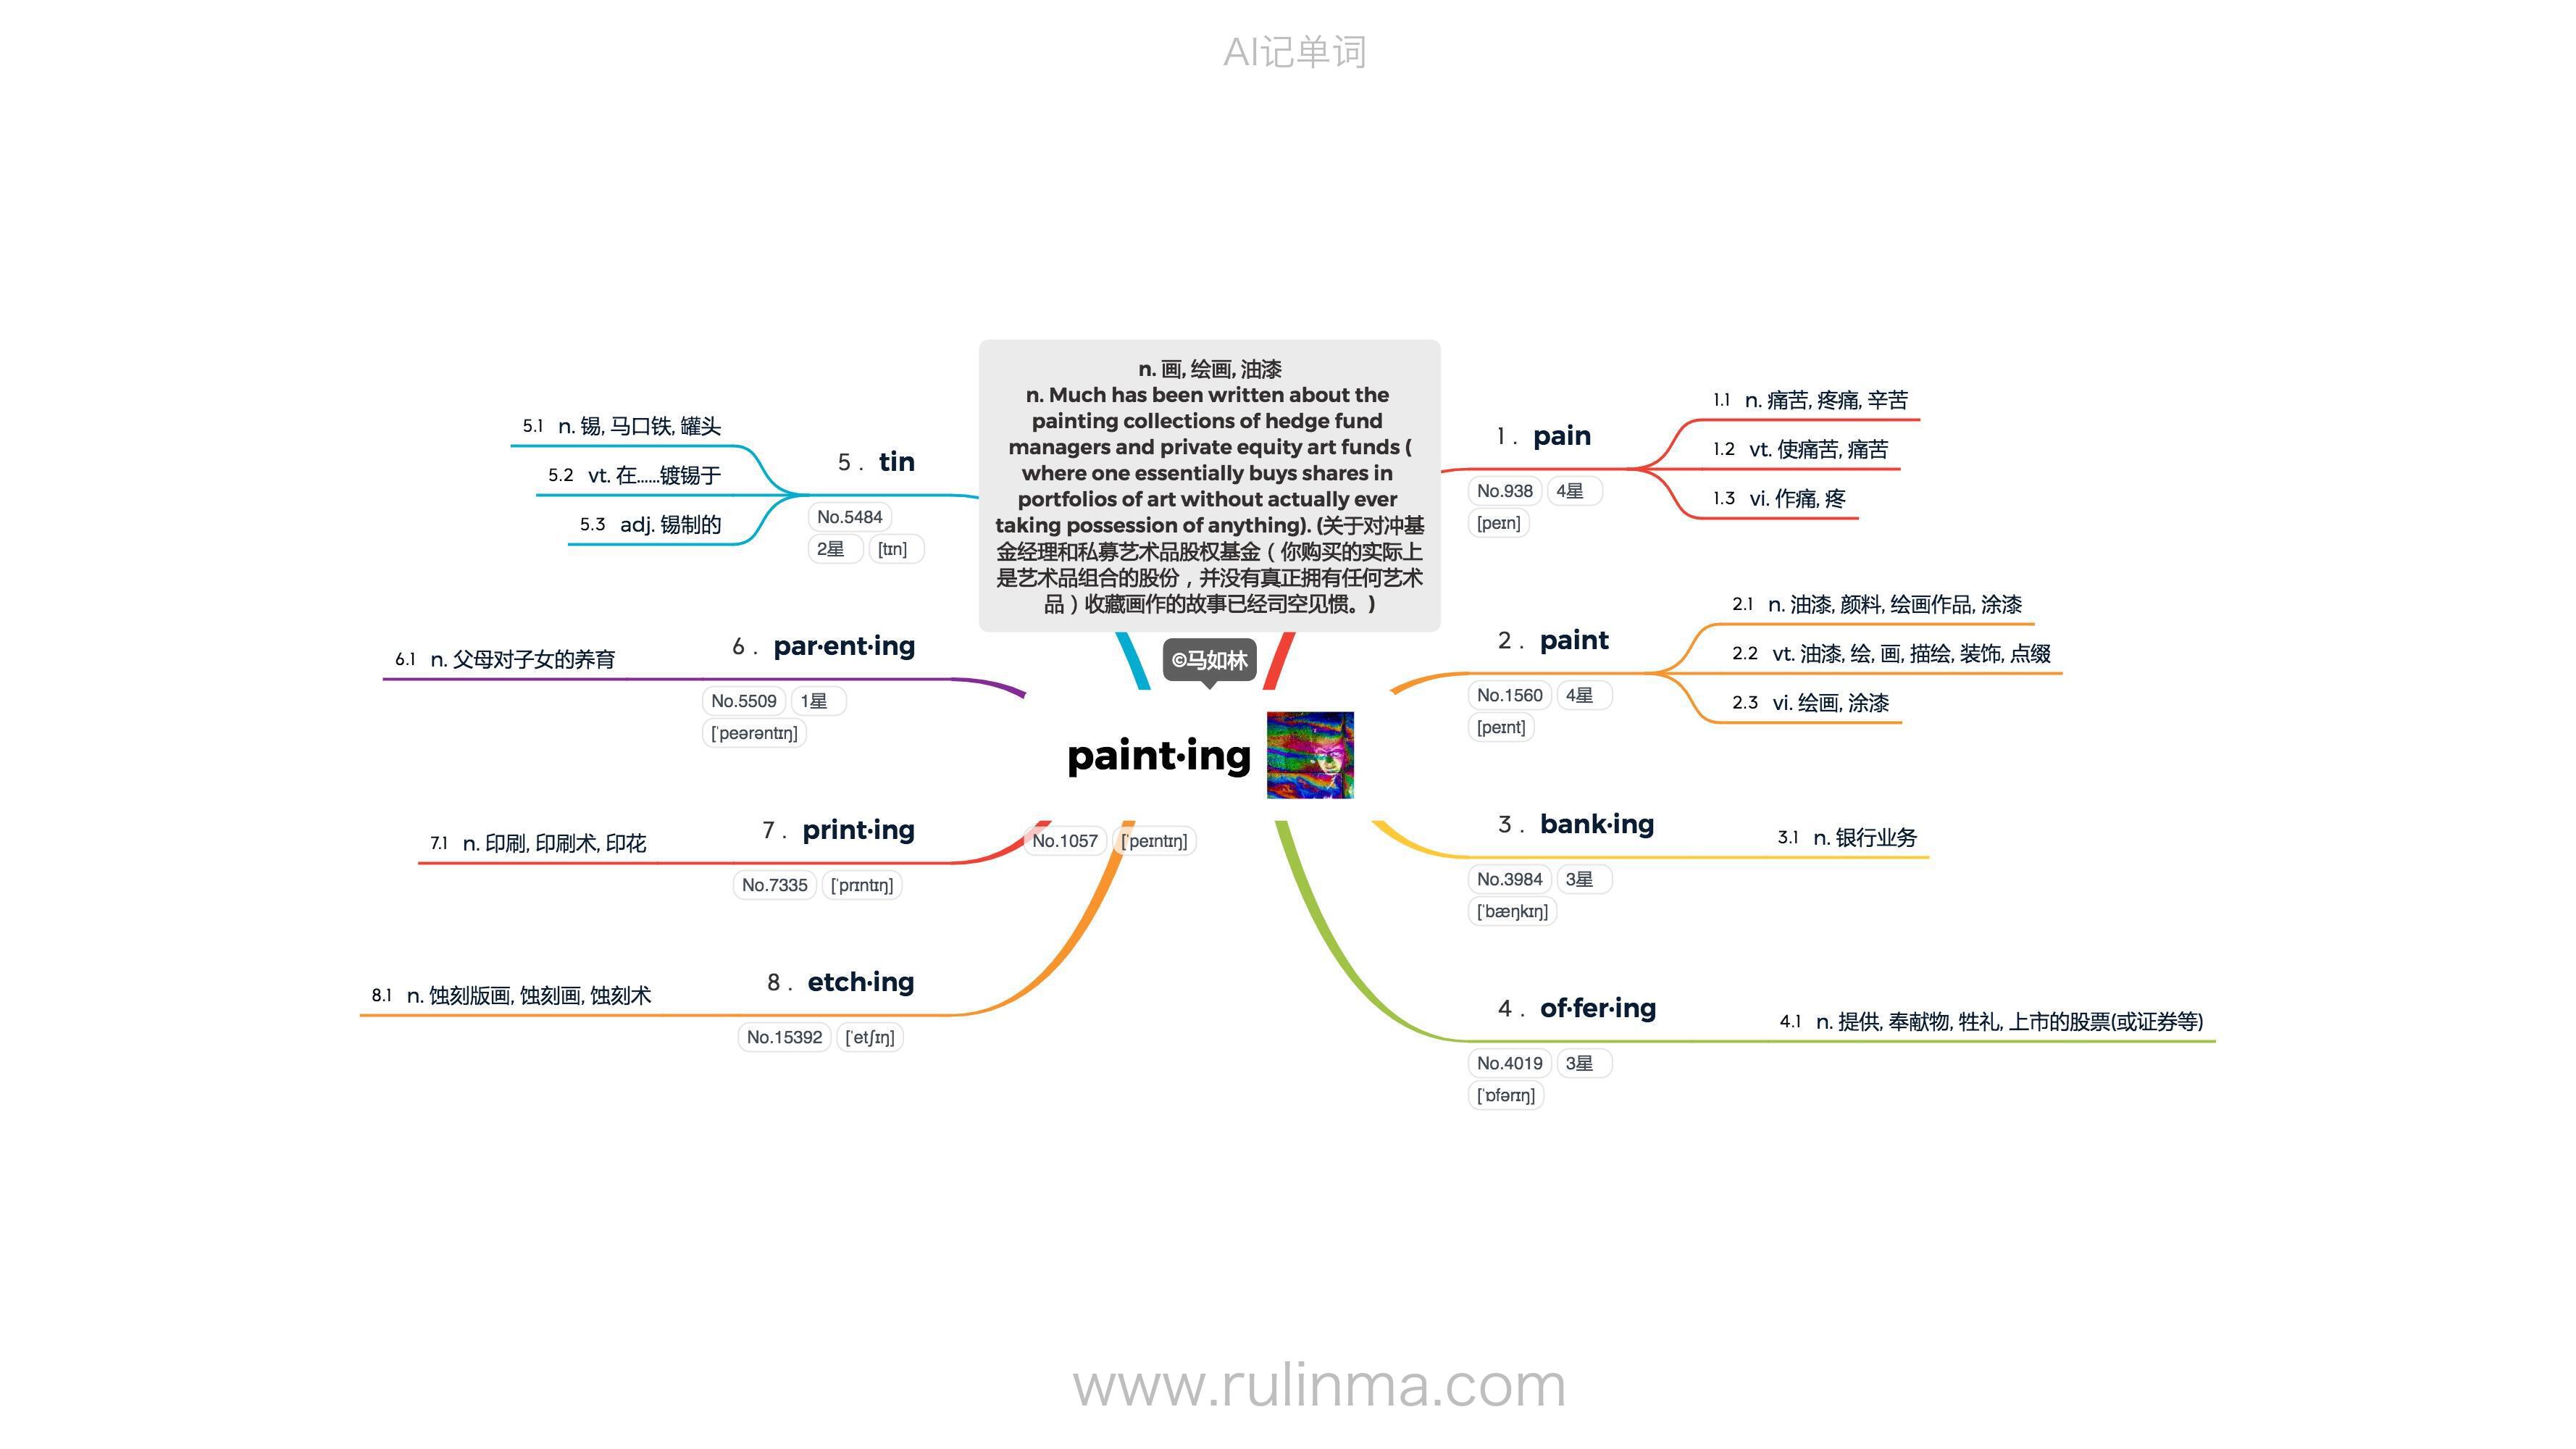 AI记单词
n. 画, 绘画, 油漆
n. Much has been written about the
painting collections of hedge fund
managers and private equity art funds (
where one essentially buys shares in
portfolios of art without actually ever
taking possession of anything). (关于对冲基
金经理和私募艺术品股权基金（你购买的实际上
是艺术品组合的股份，并没有真正拥有任何艺术
品）收藏画作的故事已经司空见惯。)
©马如林
paint·ing
No.1057 [ˈpeɪntɪŋ]
1. pain
No.938 4星
[peɪn]
1.1 n. 痛苦, 疼痛, 辛苦
1.2 vt. 使痛苦, 痛苦
1.3 vi. 作痛, 疼
2. paint
No.1560 4星
[peɪnt]
2.1 n. 油漆, 颜料, 绘画作品, 涂漆
2.2 vt. 油漆, 绘, 画, 描绘, 装饰, 点缀
2.3 vi. 绘画, 涂漆
3. bank·ing
No.3984 3星
[ˈbæŋkɪŋ]
3.1 n. 银行业务
4. of·fer·ing
No.4019 3星
[ˈɒfərɪŋ]
4.1 n. 提供, 奉献物, 牲礼, 上市的股票(或证券等)
5. tin
No.5484
2星 [tɪn]
5.1 n. 锡, 马口铁, 罐头
5.2 vt. 在……镀锡于
5.3 adj. 锡制的
6. par·ent·ing
No.5509 1星
[ˈpeərəntɪŋ]
6.1 n. 父母对子女的养育
7. print·ing
No.7335 [ˈprɪntɪŋ]
7.1 n. 印刷, 印刷术, 印花
8. etch·ing
No.15392 [ˈetʃɪŋ]
8.1 n. 蚀刻版画, 蚀刻画, 蚀刻术
www.rulinma.com